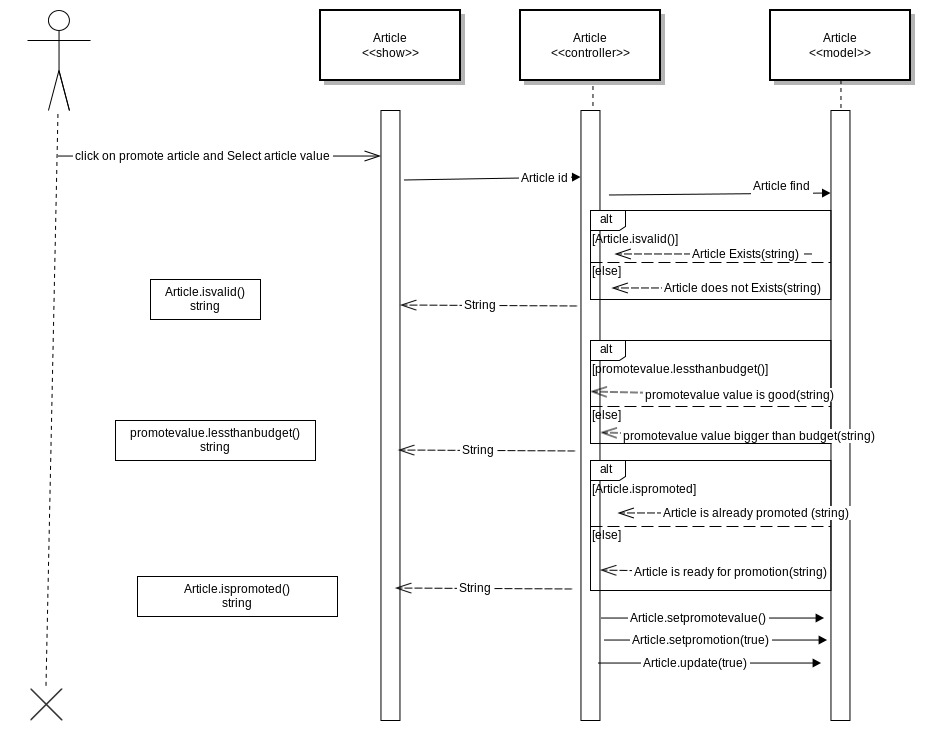 Article
<<show>>
Article
<<controller>>
Article
<<model>>
click on promote article and Select article value
Article id
Article find
alt
[Article.isvalid()]
Article Exists(string)
[else]
Article does not Exists(string)
Article.isvalid()
string
String
alt
[promotevalue.lessthanbudget()]
promotevalue value is good(string)
[else]
promotevalue value bigger than budget(string)
promotevalue.lessthanbudget()
string
String
alt
[Article.ispromoted]
Article is already promoted (string)
[else]
Article is ready for promotion(string)
Article.ispromoted()
string
String
Article.setpromotevalue()
Article.setpromotion(true)
Article.update(true)